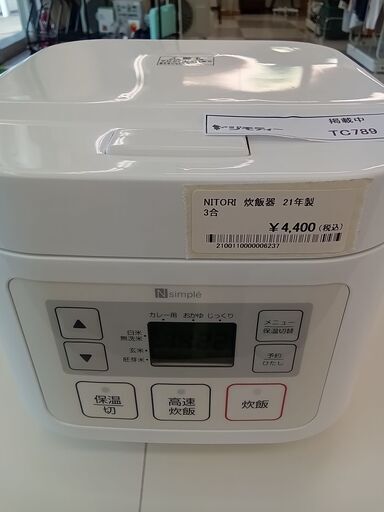 掲載中
ジモティー
TC789
NITORI 炊飯器 21年製
3合
¥4,400(税込)
2100110000006237
N simple
カレー用 おかゆ じっくり
白米
無洗米
玄米
胚芽米
メニュー
保温切替
予約
ひたし
保温
切
高速
炊飯
炊飯